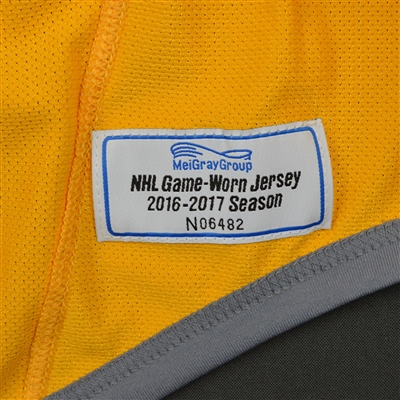 MeiGrayGroup
NHL Game-Worn Jersey
2016-2017 Season
N06482